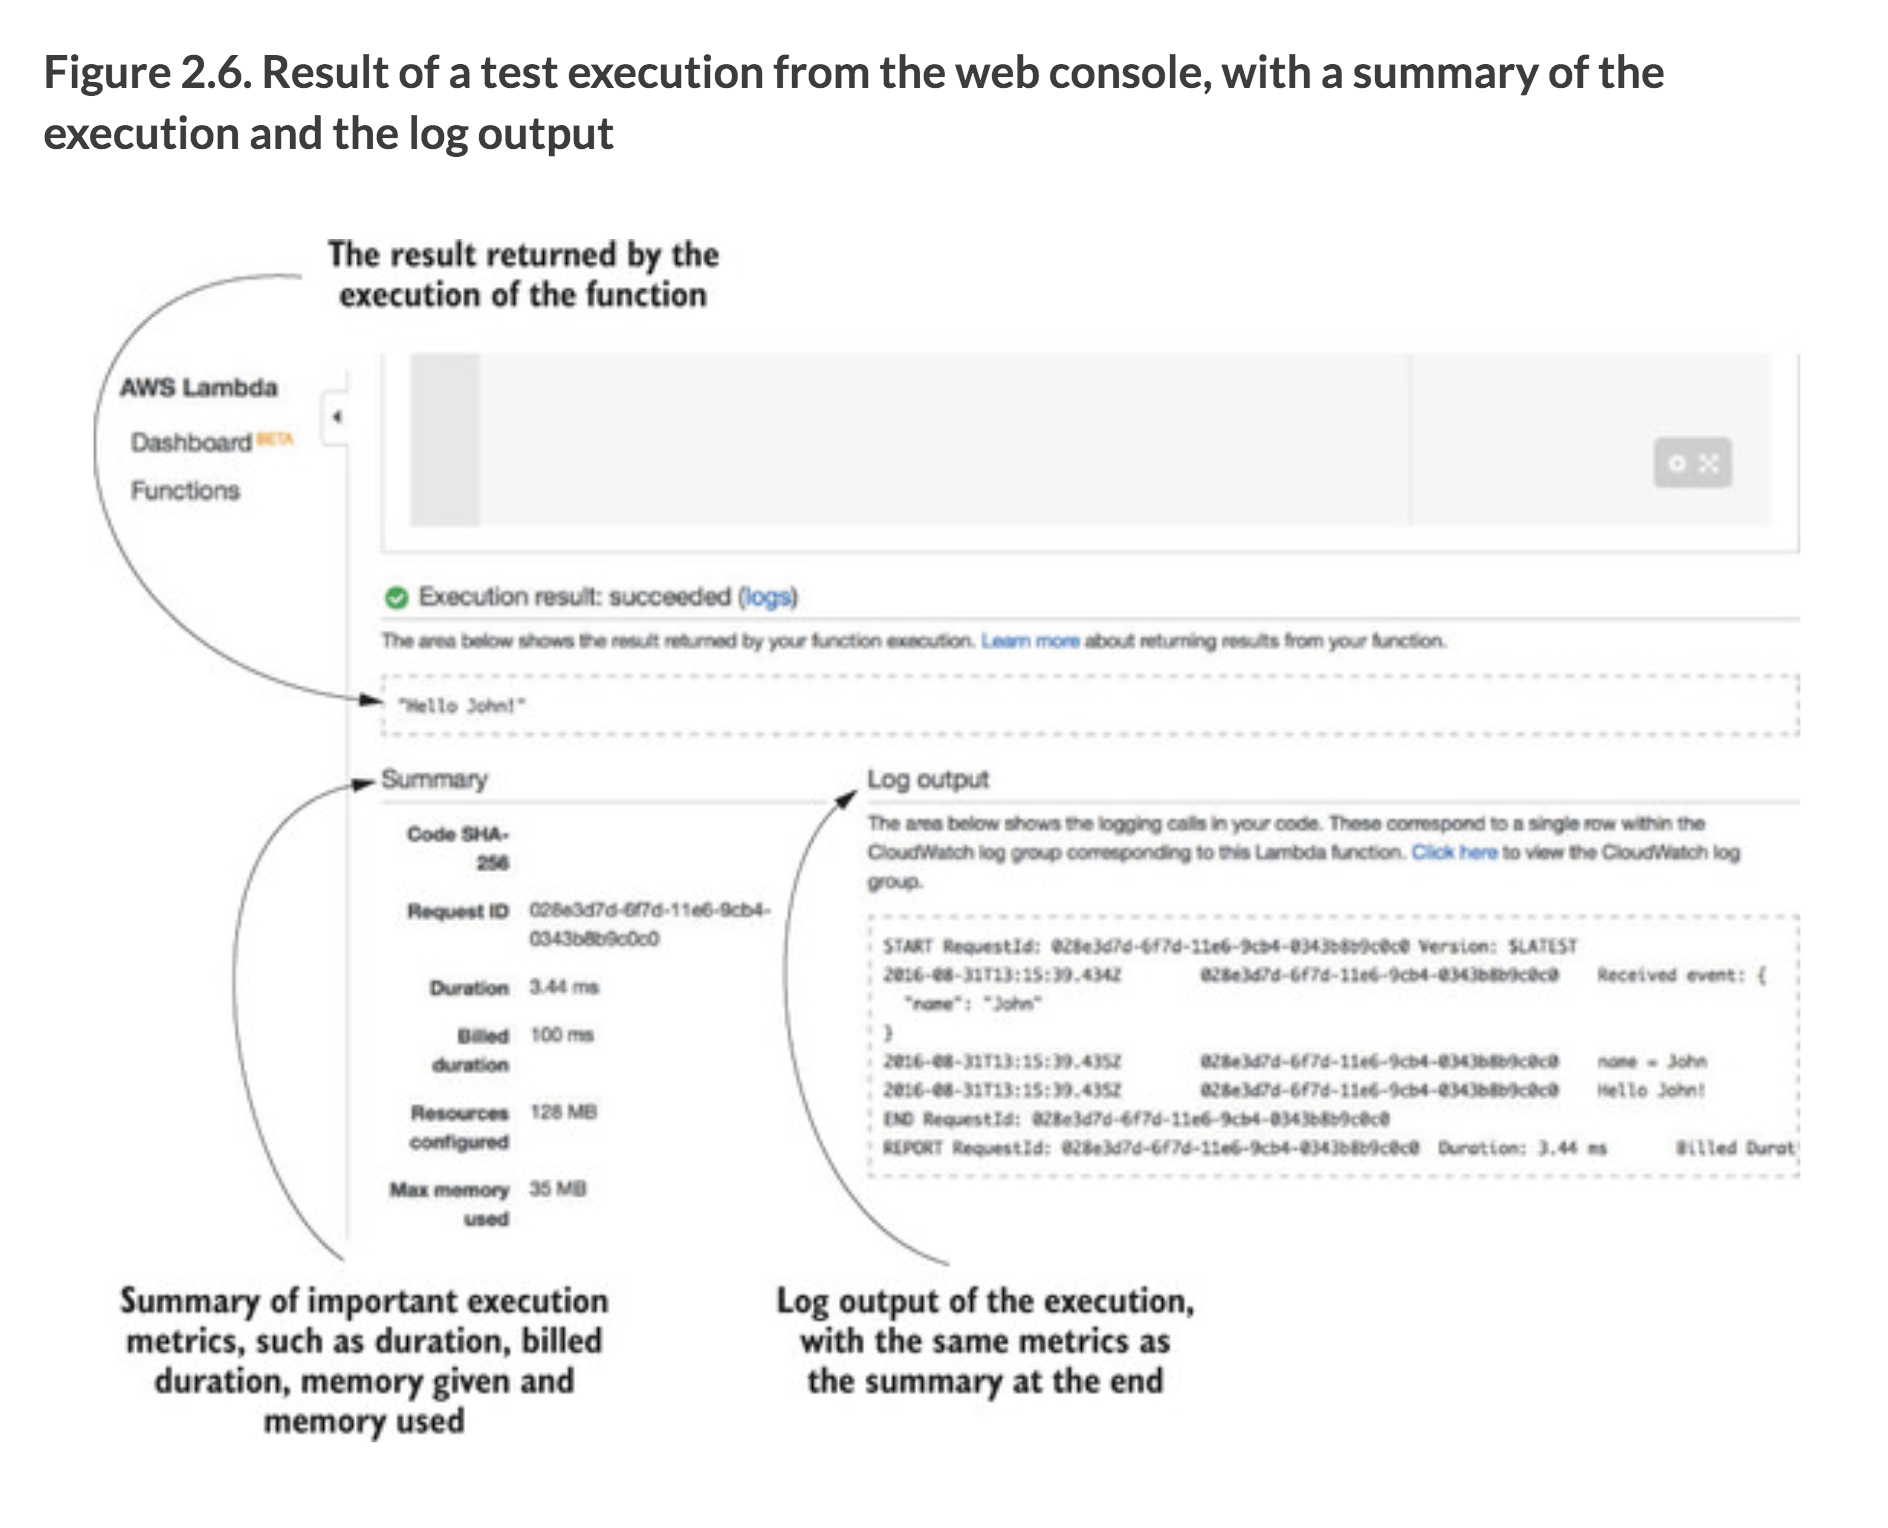 Figure 2.6. Result of a test execution from the web console, with a summary of the
execution and the log output
The result returned by the
execution of the function
AWS Lambda
Dashboard BETA
Functions
Execution result: succeeded (logs)
The area below shows the result returned by your function execution. Learn more about returning results from your function.
"Hello John!"
Summary
Code SHA-
256
Request ID 028e3d7d-6f7d-11e6-9cb4-
0343b8b9c0c0
Duration 3.44 ms
Billed 100 ms
duration
Resources 128 MB
configured
Max memory 35 MB
used
Log output
The area below shows the logging calls in your code. These correspond to a single row within the
CloudWatch log group corresponding to this Lambda function. Click here to view the CloudWatch log
group.
START RequestId: 028e3d7d-6f7d-11e6-9cb4-0343b8b9c0c0 Version: $LATEST
2016-08-31T13:15:39.434Z 028e3d7d-6f7d-11e6-9cb4-0343b8b9c0c0 Received event: {
"name": "John"
}
2016-08-31T13:15:39.435Z 028e3d7d-6f7d-11e6-9cb4-0343b8b9c0c0 name = John
2016-08-31T13:15:39.435Z 028e3d7d-6f7d-11e6-9cb4-0343b8b9c0c0 Hello John!
END RequestId: 028e3d7d-6f7d-11e6-9cb4-0343b8b9c0c0
REPORT RequestId: 028e3d7d-6f7d-11e6-9cb4-0343b8b9c0c0 Duration: 3.44 ms Billed Durat
Summary of important execution
metrics, such as duration, billed
duration, memory given and
memory used
Log output of the execution,
with the same metrics as
the summary at the end